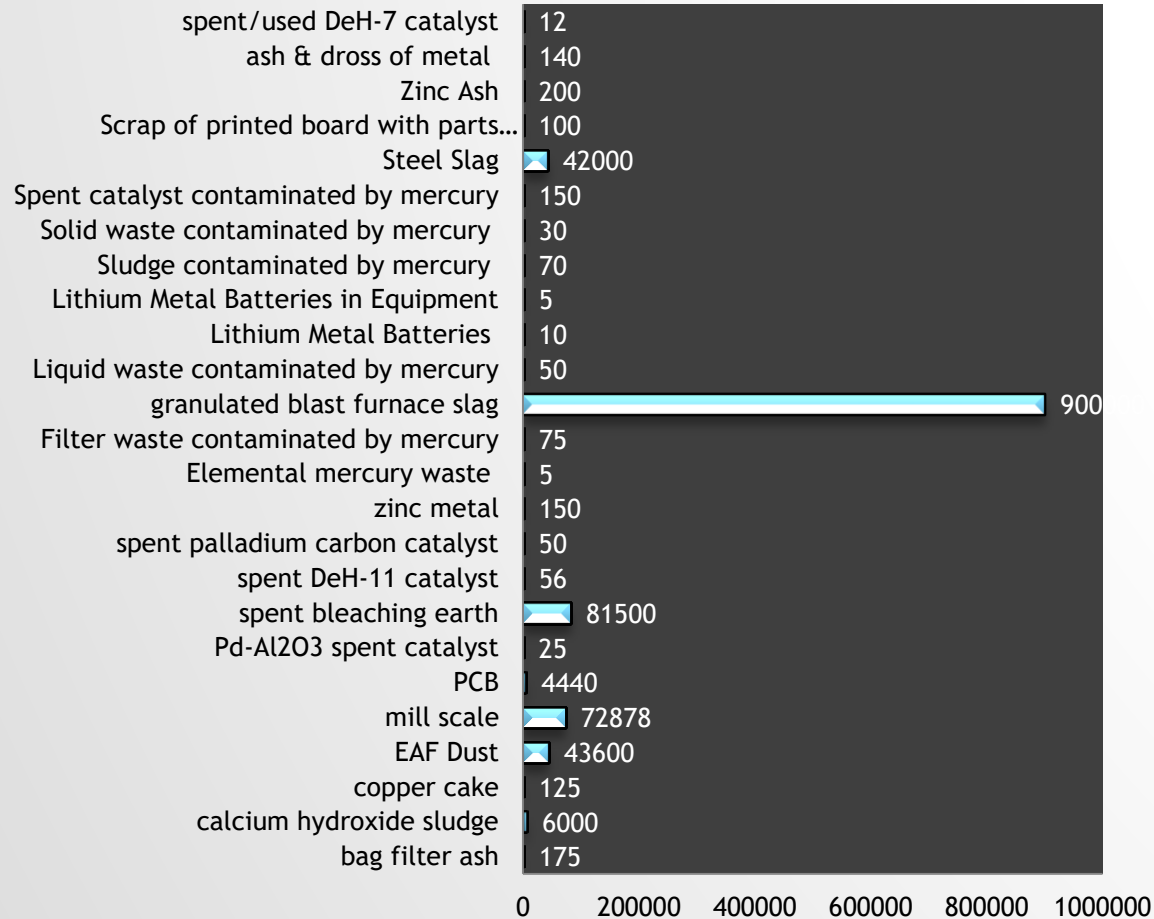 spent/used DeH-7 catalyst 12
ash & dross of metal 140
Zinc Ash 200
Scrap of printed board with parts… 100
Steel Slag 42000
Spent catalyst contaminated by mercury 150
Solid waste contaminated by mercury 30
Sludge contaminated by mercury 70
Lithium Metal Batteries in Equipment 5
Lithium Metal Batteries 10
Liquid waste contaminated by mercury 50
granulated blast furnace slag 900
Filter waste contaminated by mercury 75
Elemental mercury waste 5
zinc metal 150
spent palladium carbon catalyst 50
spent DeH-11 catalyst 56
spent bleaching earth 81500
Pd-Al2O3 spent catalyst 25
PCB 4440
mill scale 72878
EAF Dust 43600
copper cake 125
calcium hydroxide sludge 6000
bag filter ash 175
0 200000 400000 600000 800000 1000000